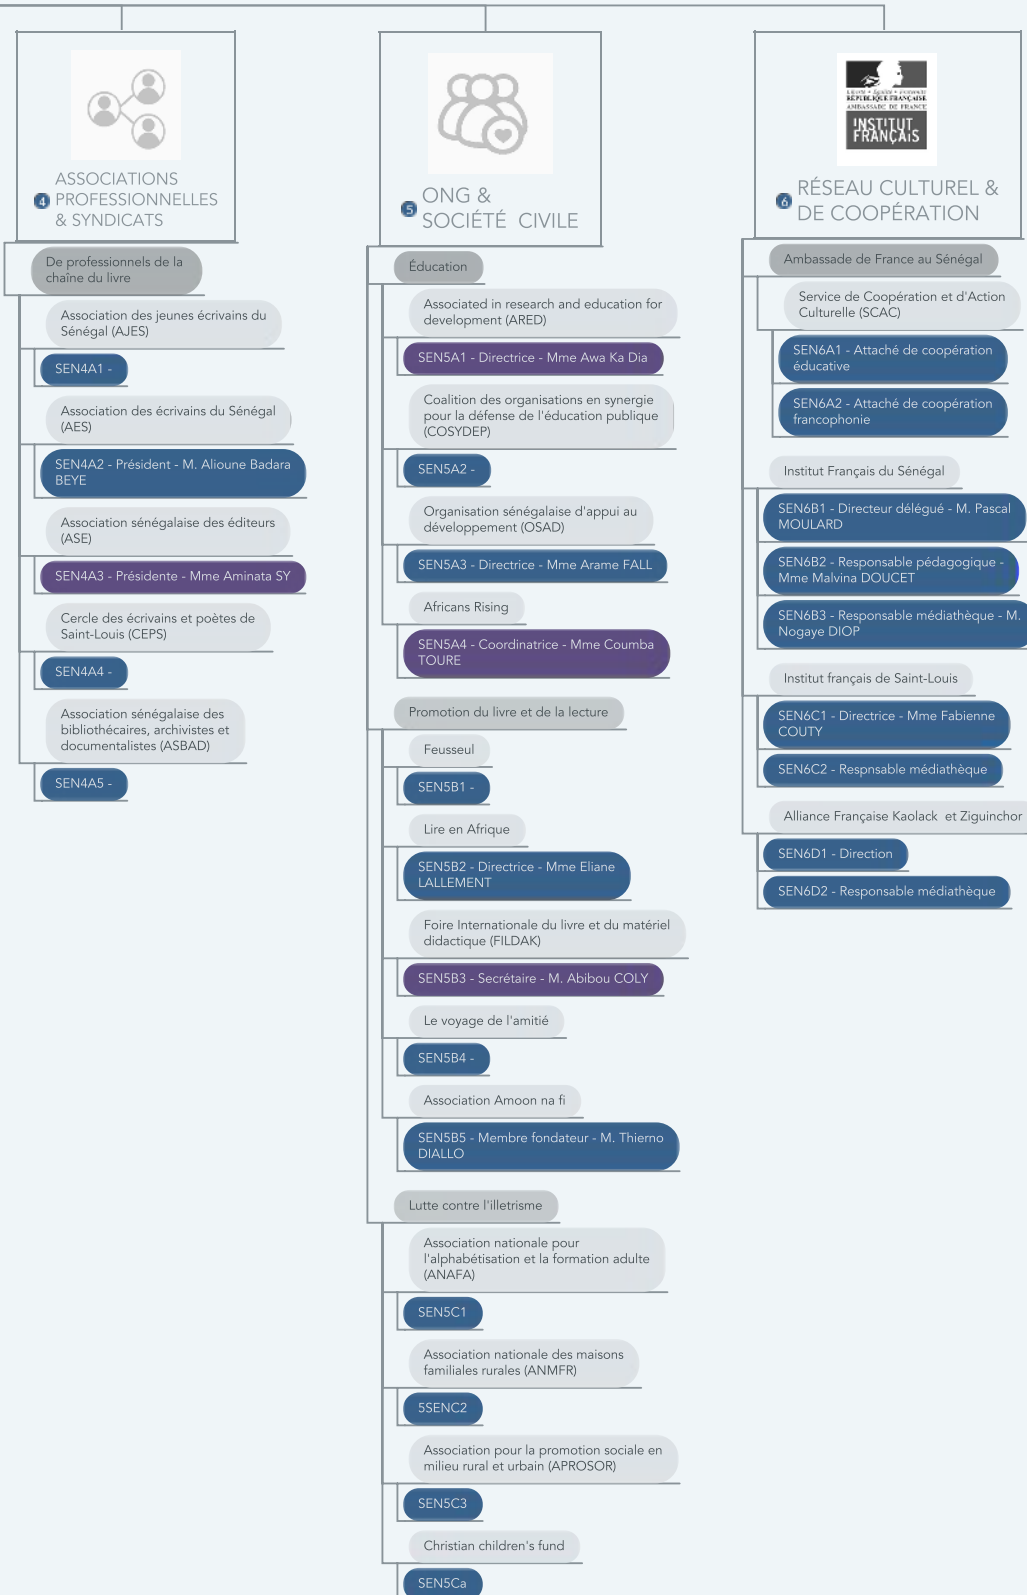 ASSOCIATIONS
4 PROFESSIONNELLES
& SYNDICATS
De professionnels de la
chaîne du livre
Association des jeunes écrivains du
Sénégal (AJES)
SEN4A1 -
Association des écrivains du Sénégal
(AES)
SEN4A2 - Président - M. Alioune Badara
BEYE
Association sénégalaise des éditeurs
(ASE)
SEN4A3 - Présidente - Mme Aminata SY
Cercle des écrivains et poètes de
Saint-Louis (CEPS)
SEN4A4 -
Association sénégalaise des
bibliothécaires, archivistes et
documentalistes (ASBAD)
SEN4A5 -
5 ONG &
SOCIÉTÉ CIVILE
Éducation
Associated in research and education for
development (ARED)
SEN5A1 - Directrice - Mme Awa Ka Dia
Coalition des organisations en synergie
pour la défense de l'éducation publique
(COSYDEP)
SEN5A2 -
Organisation sénégalaise d'appui au
développement (OSAD)
SEN5A3 - Directrice - Mme Arame FALL
Africans Rising
SEN5A4 - Coordinatrice - Mme Coumba
TOURE
Promotion du livre et de la lecture
Feusseul
SEN5B1 -
Lire en Afrique
SEN5B2 - Directrice - Mme Eliane
LALLEMENT
Foire Internationale du livre et du matériel
didactique (FILDAK)
SEN5B3 - Secrétaire - M. Abibou COLY
Le voyage de l'amitié
SEN5B4 -
Association Amoon na fi
SEN5B5 - Membre fondateur - M. Thierno
DIALLO
Lutte contre l'illetrisme
Association nationale pour
l'alphabétisation et la formation adulte
(ANAFA)
SEN5C1
Association nationale des maisons
familiales rurales (ANMFR)
5SENC2
Association pour la promotion sociale en
milieu rural et urbain (APROSOR)
SEN5C3
Christian children's fund
SEN5Ca
RÉPUBLIQUE FRANÇAISE
AMBASSADE DE FRANCE
INSTITUT
FRANÇAIS
6 RÉSEAU CULTUREL &
DE COOPÉRATION
Ambassade de France au Sénégal
Service de Coopération et d'Action
Culturelle (SCAC)
SEN6A1 - Attaché de coopération
éducative
SEN6A2 - Attaché de coopération
francophonie
Institut Français du Sénégal
SEN6B1 - Directeur délégué - M. Pascal
MOULARD
SEN6B2 - Responsable pédagogique -
Mme Malvina DOUCET
SEN6B3 - Responsable médiathèque - M.
Nogaye DIOP
Institut français de Saint-Louis
SEN6C1 - Directrice - Mme Fabienne
COUTY
SEN6C2 - Respnsable médiathèque
Alliance Française Kaolack et Ziguinchor
SEN6D1 - Direction
SEN6D2 - Responsable médiathèque